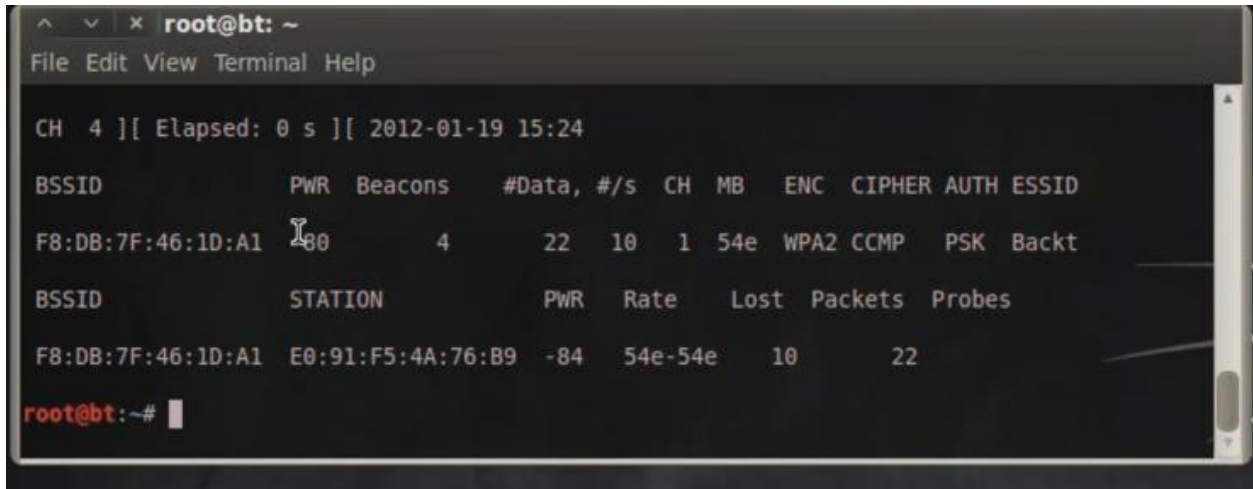 root@bt: ~
File Edit View Terminal Help
CH 4 ][ Elapsed: 0 s ][ 2012-01-19 15:24
BSSID PWR Beacons #Data, #/s CH MB ENC CIPHER AUTH ESSID
F8:DB:7F:46:1D:A1 -80 4 22 10 1 54e WPA2 CCMP PSK Backt
BSSID STATION PWR Rate Lost Packets Probes
F8:DB:7F:46:1D:A1 E0:91:F5:4A:76:B9 -84 54e-54e 10 22
root@bt:~#